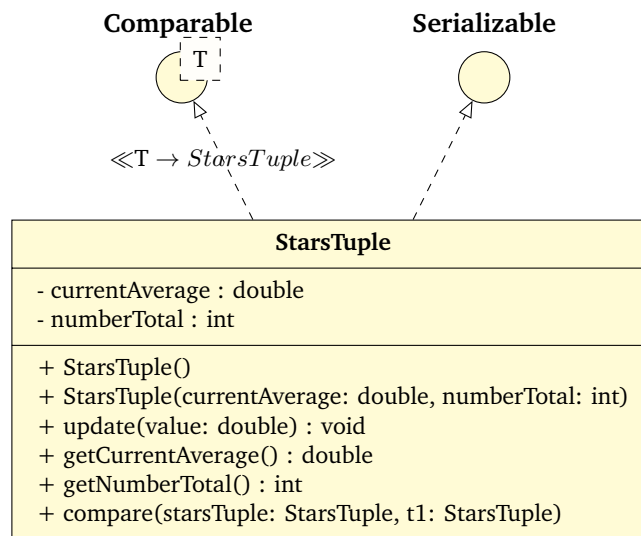 Comparable
Serializable
T
≪T → StarsTuple≫
StarsTuple
- currentAverage : double
- numberTotal : int
+ StarsTuple()
+ StarsTuple(currentAverage: double, numberTotal: int)
+ update(value: double) : void
+ getCurrentAverage() : double
+ getNumberTotal() : int
+ compare(starsTuple: StarsTuple, t1: StarsTuple)